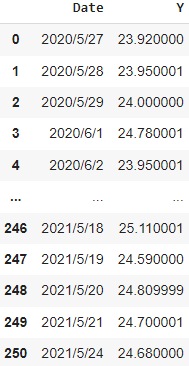 Date Y
0 2020/5/27 23.920000
1 2020/5/28 23.950001
2 2020/5/29 24.000000
3 2020/6/1 24.780001
4 2020/6/2 23.950001
... ... ...
246 2021/5/18 25.110001
247 2021/5/19 24.590000
248 2021/5/20 24.809999
249 2021/5/21 24.700001
250 2021/5/24 24.680000